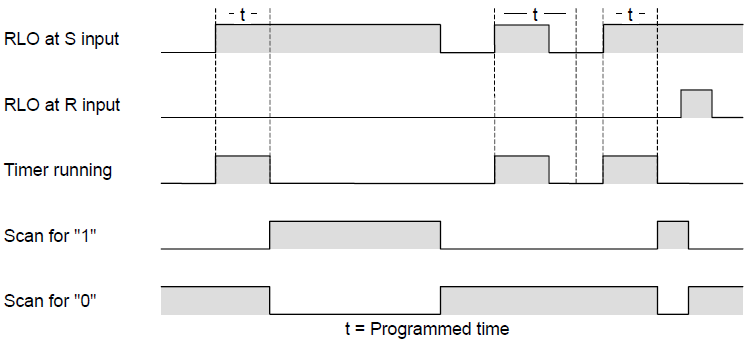 t t t
RLO at S input
RLO at R input
Timer running
Scan for "1"
Scan for "0"
t = Programmed time